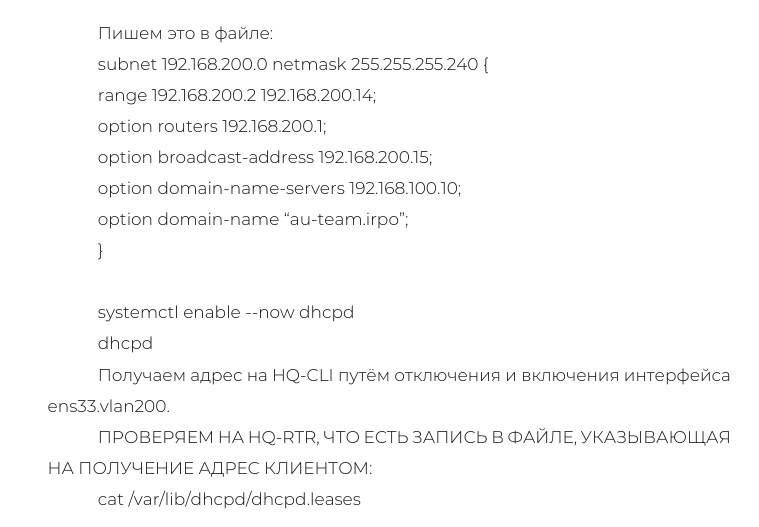 Пишем это в файле:
subnet 192.168.200.0 netmask 255.255.255.240 {
range 192.168.200.2 192.168.200.14;
option routers 192.168.200.1;
option broadcast-address 192.168.200.15;
option domain-name-servers 192.168.100.10;
option domain-name “au-team.irpo”;
}
systemctl enable --now dhcpd
dhcpd
Получаем адрес на HQ-CLI путём отключения и включения интерфейса
ens33.vlan200.
ПРОВЕРЯЕМ НА HQ-RTR, ЧТО ЕСТЬ ЗАПИСЬ В ФАЙЛЕ, УКАЗЫВАЮЩАЯ
НА ПОЛУЧЕНИЕ АДРЕС КЛИЕНТОМ:
cat /var/lib/dhcpd/dhcpd.leases